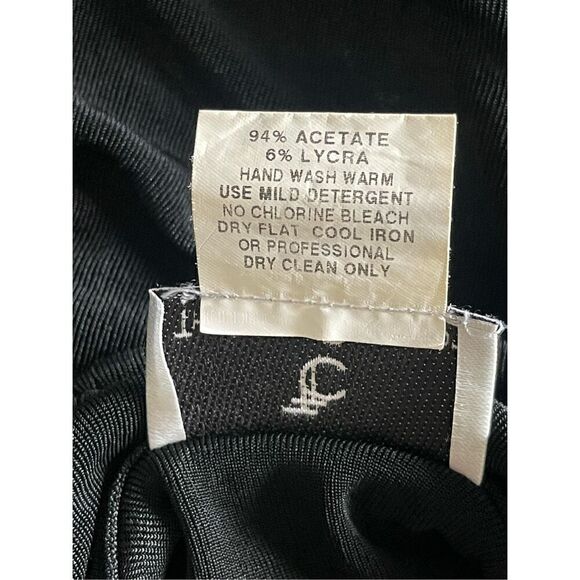 94% ACETATE
6% LYCRA
HAND WASH WARM
USE MILD DETERGENT
NO CHLORINE BLEACH
DRY FLAT COOL IRON
OR PROFESSIONAL
DRY CLEAN ONLY